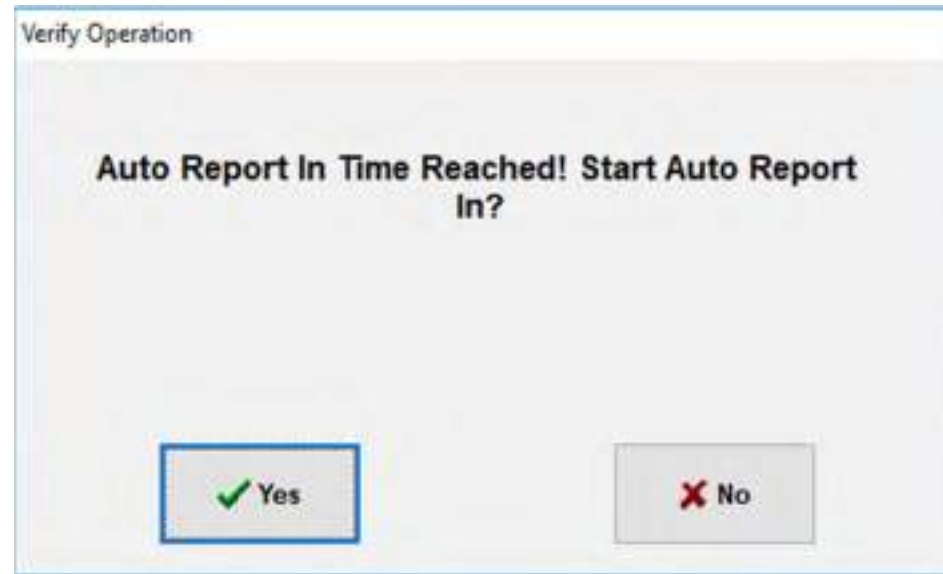 Verify Operation
Auto Report In Time Reached! Start Auto Report
In?
Yes
No